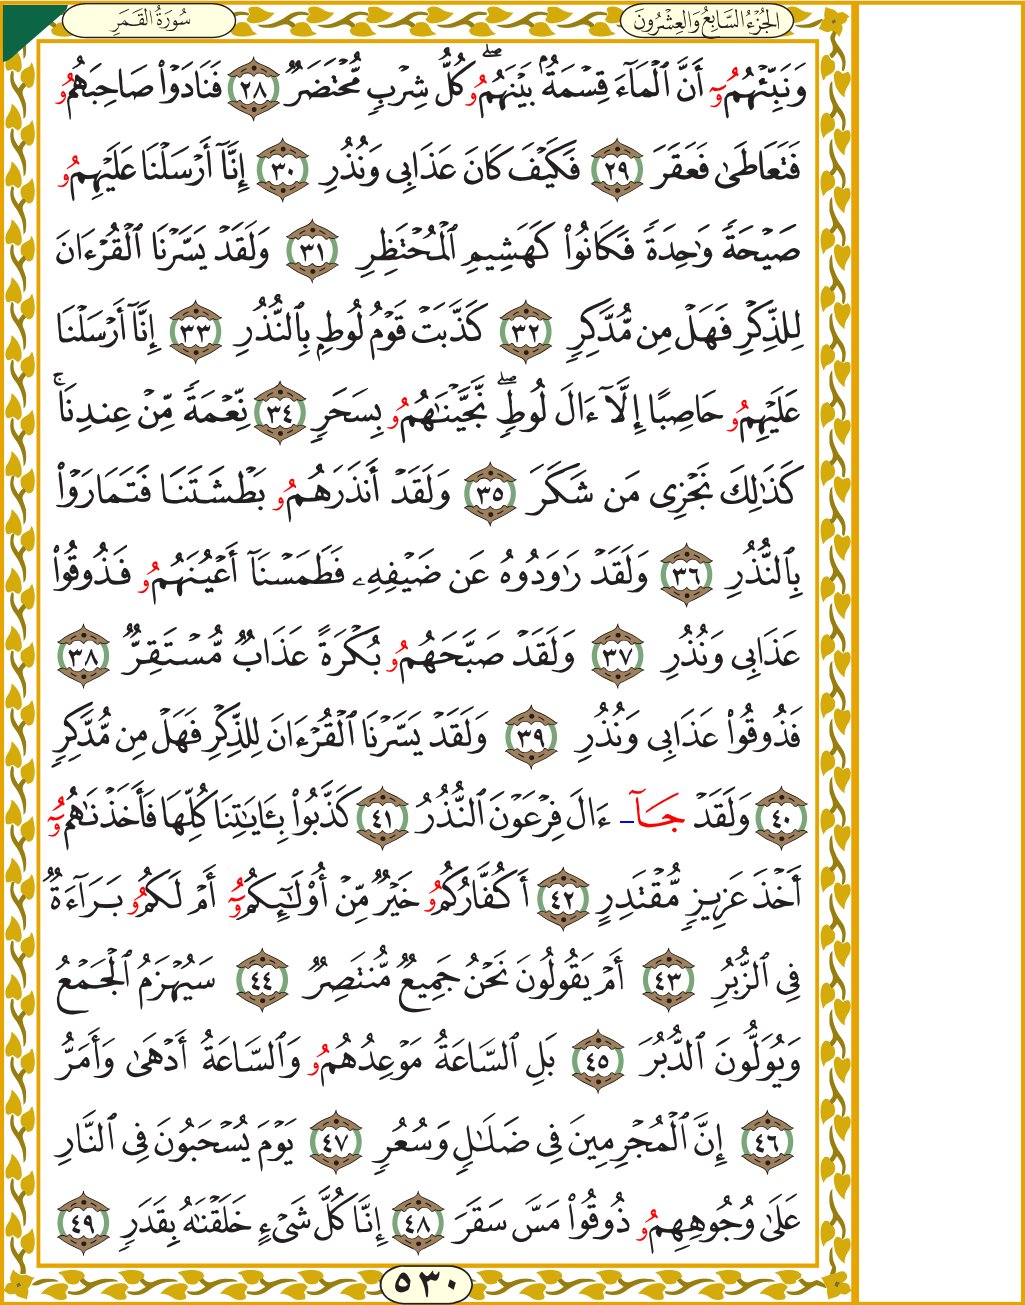 الجُزْءُ السَّابِعُ وَالعِشْرُونَ
سُورَةُ القَمَرِ
وَنَبِّئْهُمُۥٓ أَنَّ ٱلْمَآءَ قِسْمَةٌۢ بَيْنَهُمُۥۖ كُلُّ شِرْبٍ مُّحْتَضَرٌ ٢٨ فَنَادَوْا۟ صَاحِبَهُمُۥ
فَتَعَاطَىٰ فَعَقَرَ ٢٩ فَكَيْفَ كَانَ عَذَابِى وَنُذُرِ ٣٠ إِنَّآ أَرْسَلْنَا عَلَيْهِمُۥ
صَيْحَةً وَٰحِدَةً فَكَانُوا۟ كَهَشِيمِ ٱلْمُحْتَظِرِ ٣١ وَلَقَدْ يَسَّرْنَا ٱلْقُرْءَانَ
لِلذِّكْرِ فَهَلْ مِن مُّدَّكِرٍ ٣٢ كَذَّبَتْ قَوْمُ لُوطٍۭ بِٱلنُّذُرِ ٣٣ إِنَّآ أَرْسَلْنَا
عَلَيْهِمُۥ حَاصِبًا إِلَّآ ءَالَ لُوطٍۖ نَّجَّيْنَٰهُمُۥ بِسَحَرٍ ٣٤ نِّعْمَةً مِّنْ عِندِنَاۚ
كَذَٰلِكَ نَجْزِى مَن شَكَرَ ٣٥ وَلَقَدْ أَنذَرَهُمُۥ بَطْشَتَنَا فَتَمَارَوْا۟
بِٱلنُّذُرِ ٣٦ وَلَقَدْ رَٰوَدُوهُ عَن ضَيْفِهِۦ فَطَمَسْنَآ أَعْيُنَهُمُۥ فَذُوقُوا۟
عَذَابِى وَنُذُرِ ٣٧ وَلَقَدْ صَبَّحَهُمُۥ بُكْرَةً عَذَابٌ مُّسْتَقِرٌّ ٣٨
فَذُوقُوا۟ عَذَابِى وَنُذُرِ ٣٩ وَلَقَدْ يَسَّرْنَا ٱلْقُرْءَانَ لِلذِّكْرِ فَهَلْ مِن مُّدَّكِرٍ
٤٠ وَلَقَدْ جَآ ءَالَ فِرْعَوْنَ ٱلنُّذُرُ ٤١ كَذَّبُوا۟ بِـَٔايَٰتِنَا كُلِّهَا فَأَخَذْنَٰهُمُۥٓ
أَخْذَ عَزِيزٍ مُّقْتَدِرٍ ٤٢ أَكُفَّارُكُمُۥ خَيْرٌ مِّنْ أُو۟لَٰٓئِكُمُۥٓ أَمْ لَكُمُۥ بَرَآءَةٌ
فِى ٱلزُّبُرِ ٤٣ أَمْ يَقُولُونَ نَحْنُ جَمِيعٌ مُّنتَصِرٌ ٤٤ سَيُهْزَمُ ٱلْجَمْعُ
وَيُوَلُّونَ ٱلدُّبُرَ ٤٥ بَلِ ٱلسَّاعَةُ مَوْعِدُهُمُۥ وَٱلسَّاعَةُ أَدْهَىٰ وَأَمَرُّ
٤٦ إِنَّ ٱلْمُجْرِمِينَ فِى ضَلَٰلٍ وَسُعُرٍ ٤٧ يَوْمَ يُسْحَبُونَ فِى ٱلنَّارِ
عَلَىٰ وُجُوهِهِمُۥ ذُوقُوا۟ مَسَّ سَقَرَ ٤٨ إِنَّا كُلَّ شَىْءٍ خَلَقْنَٰهُ بِقَدَرٍ ٤٩
٥٣٠